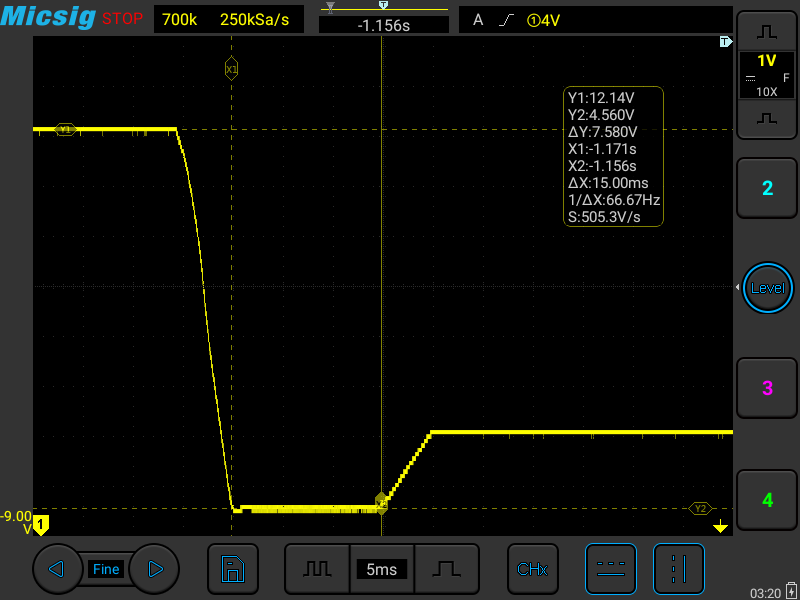 Micsig STOP 700k 250kSa/s T -1.156s A ①4V
T
X1
1V
F
10X
Y1
Y1:12.14V
Y2:4.560V
ΔY:7.580V
X1:-1.171s
X2:-1.156s
ΔX:15.00ms
1/ΔX:66.67Hz
S:505.3V/s
2
Level
3
4
Y2
-9.00
V
1
Fine
5ms
CHx
03:20